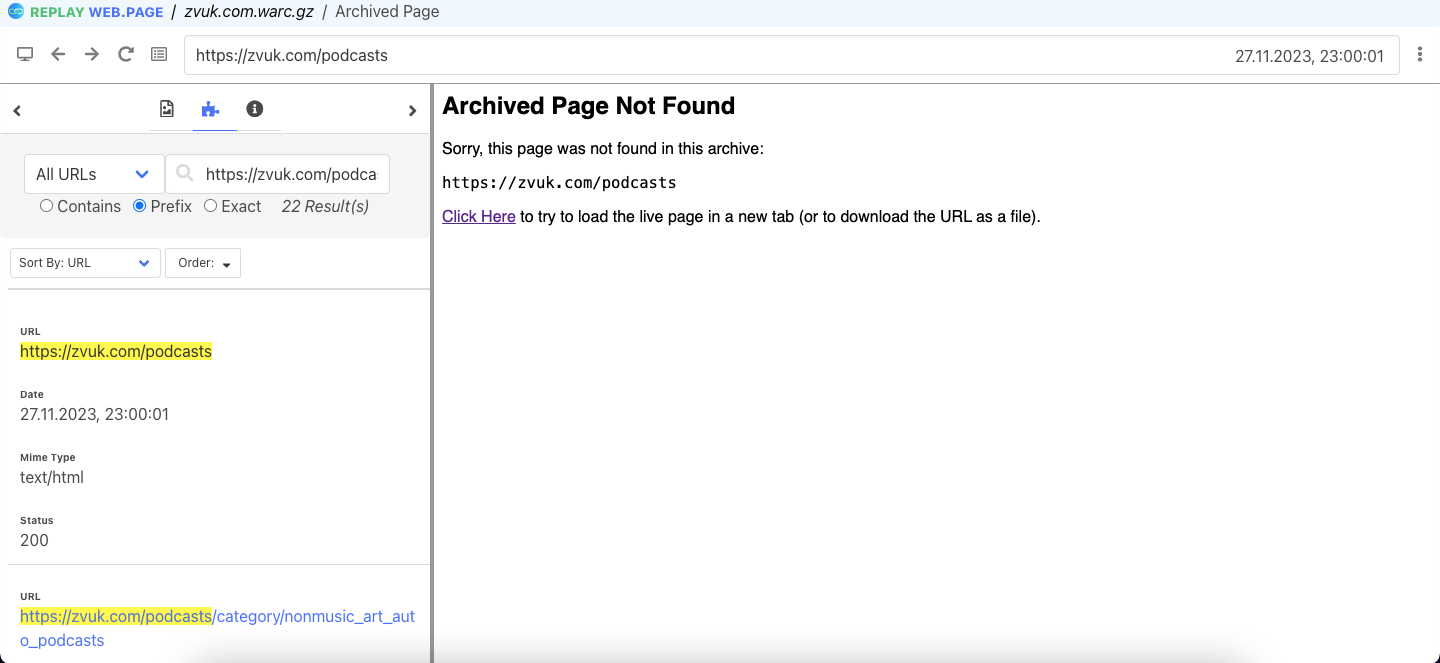 REPLAY WEB.PAGE / zvuk.com.warc.gz / Archived Page
https://zvuk.com/podcasts 27.11.2023, 23:00:01
All URLs https://zvuk.com/podca
Contains Prefix Exact 22 Result(s)
Sort By: URL Order:
URL
https://zvuk.com/podcasts
Date
27.11.2023, 23:00:01
Mime Type
text/html
Status
200
URL
https://zvuk.com/podcasts/category/nonmusic_art_aut
o_podcasts
Archived Page Not Found
Sorry, this page was not found in this archive:
https://zvuk.com/podcasts
Click Here to try to load the live page in a new tab (or to download the URL as a file).